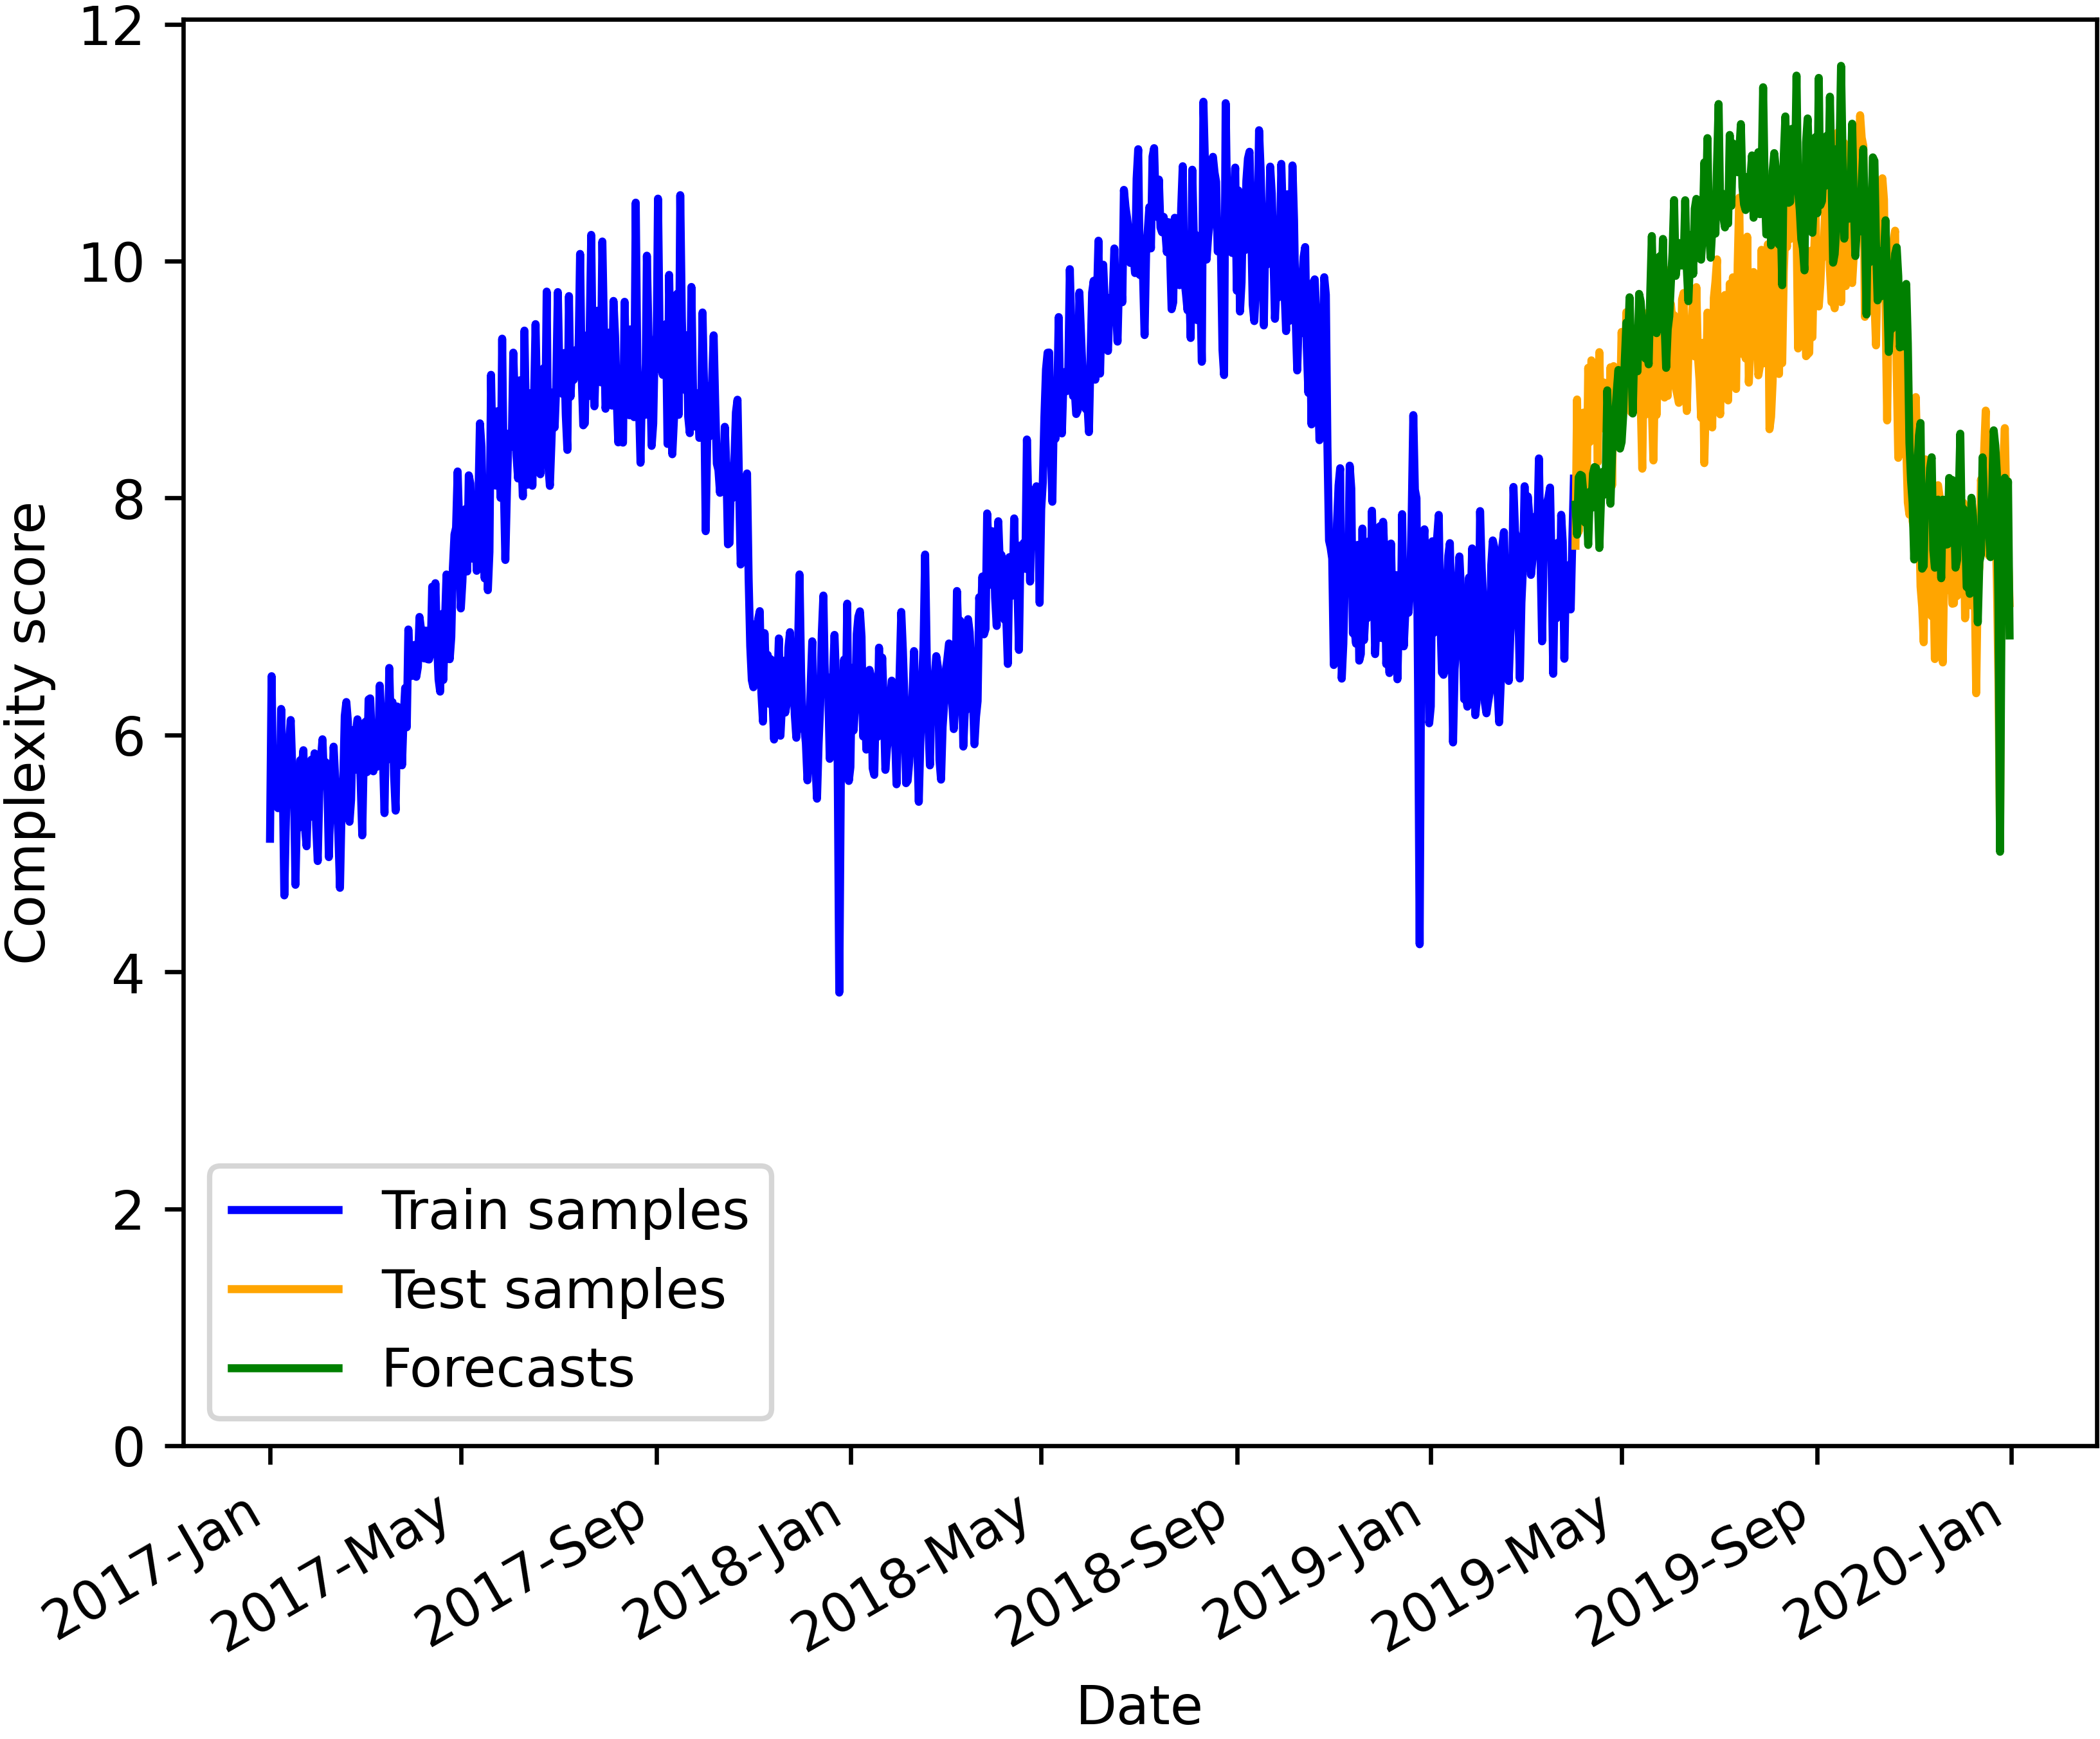 12
10
8
6
4
2
0
Complexity score
Train samples
Test samples
Forecasts
2017-Jan
2017-May
2017-Sep
2018-Jan
2018-May
2018-Sep
2019-Jan
2019-May
2019-Sep
2020-Jan
Date